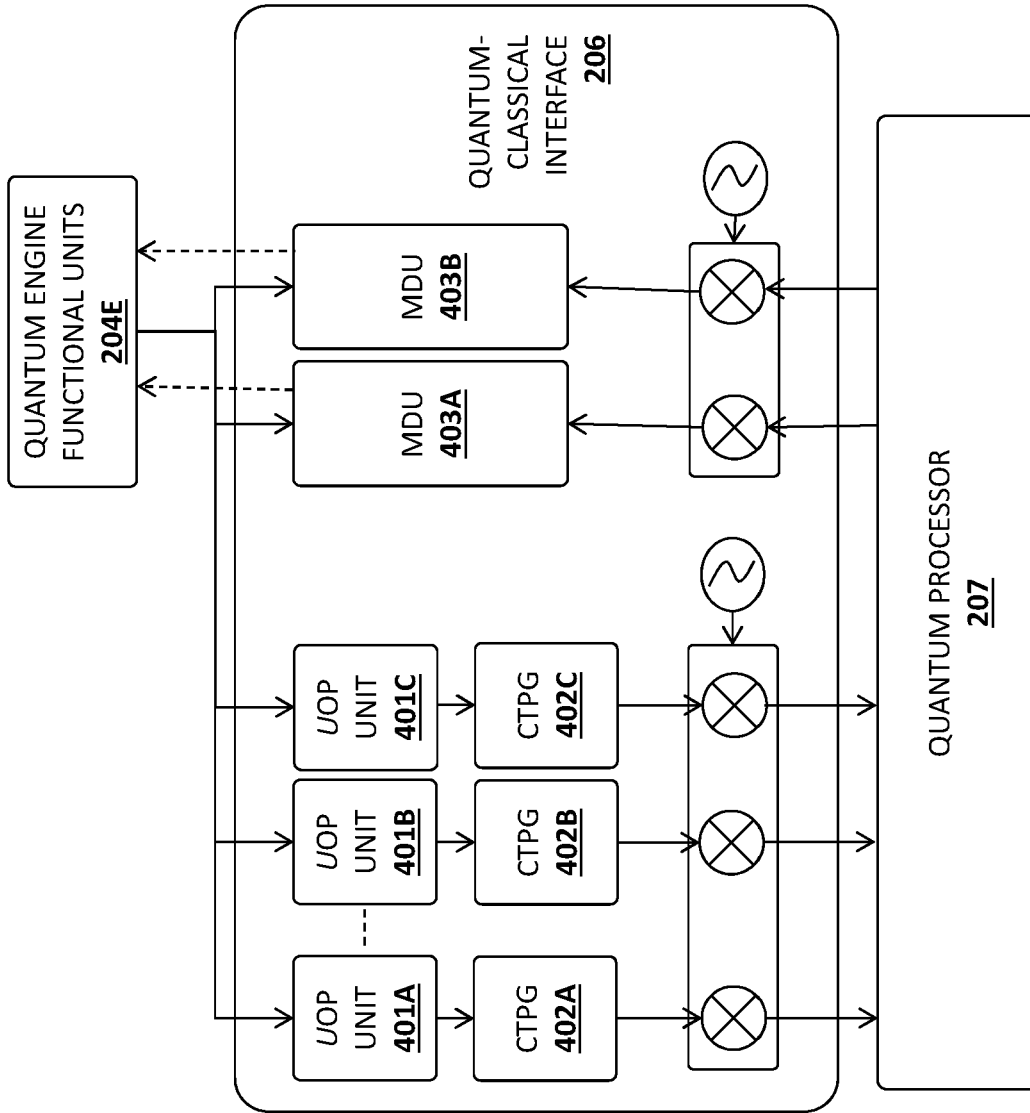 QUANTUM ENGINE
FUNCTIONAL UNITS
204E
QUANTUM-
CLASSICAL
INTERFACE
206
UOP
UNIT
401A
UOP
UNIT
401B
UOP
UNIT
401C
MDU
403A
MDU
403B
CTPG
402A
CTPG
402B
CTPG
402C
QUANTUM PROCESSOR
207